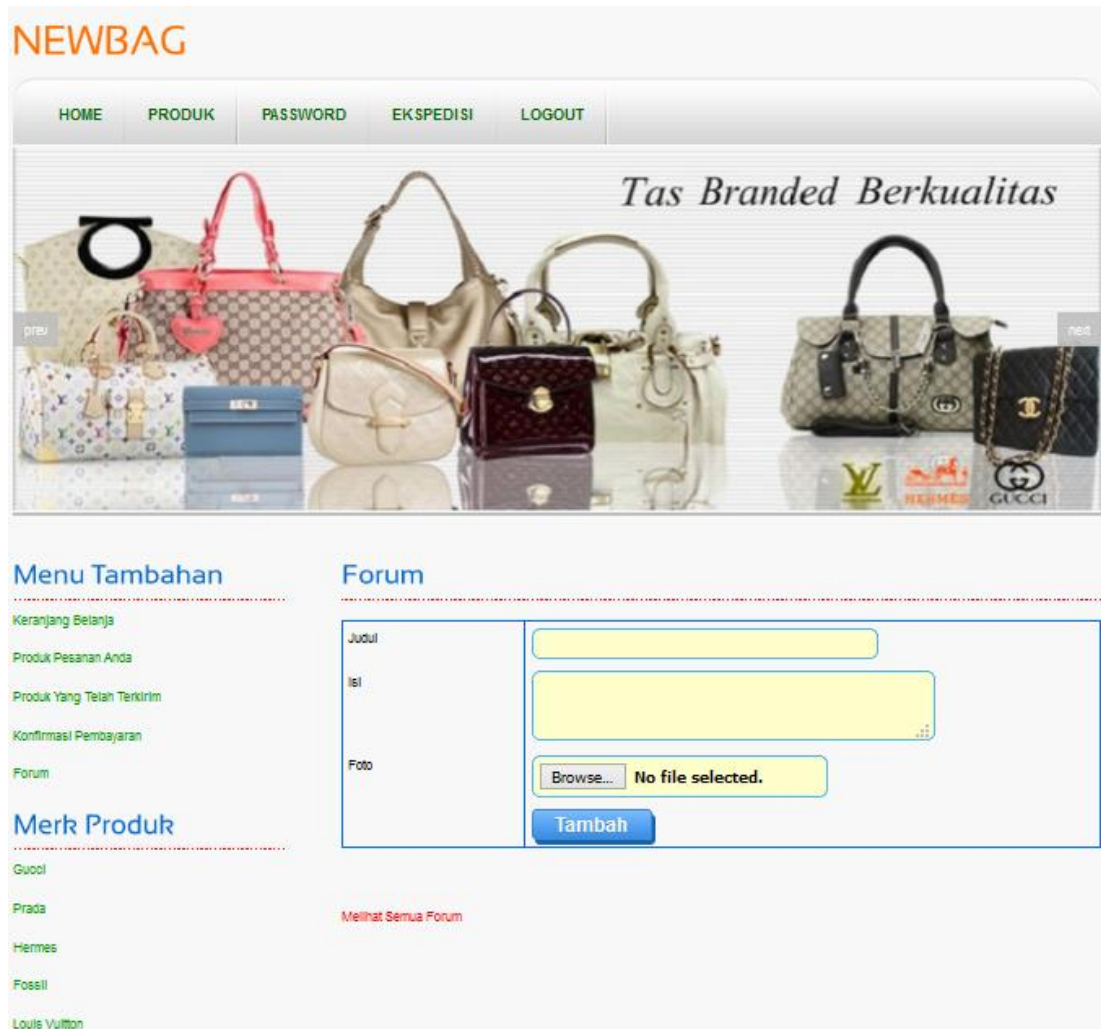 NEWBAG
HOME PRODUK PASSWORD EKSPEDISI LOGOUT
Tas Branded Berkualitas
prev
next
HERMES
GUCCI
Menu Tambahan
Keranjang Belanja
Produk Pesanan Anda
Produk Yang Telah Terkirim
Konfirmasi Pembayaran
Forum
Merk Produk
Gucci
Prada
Hermes
Fossil
Louis Vuitton
Forum
Judul
Isi
Foto
Browse... No file selected.
Tambah
Melihat Semua Forum